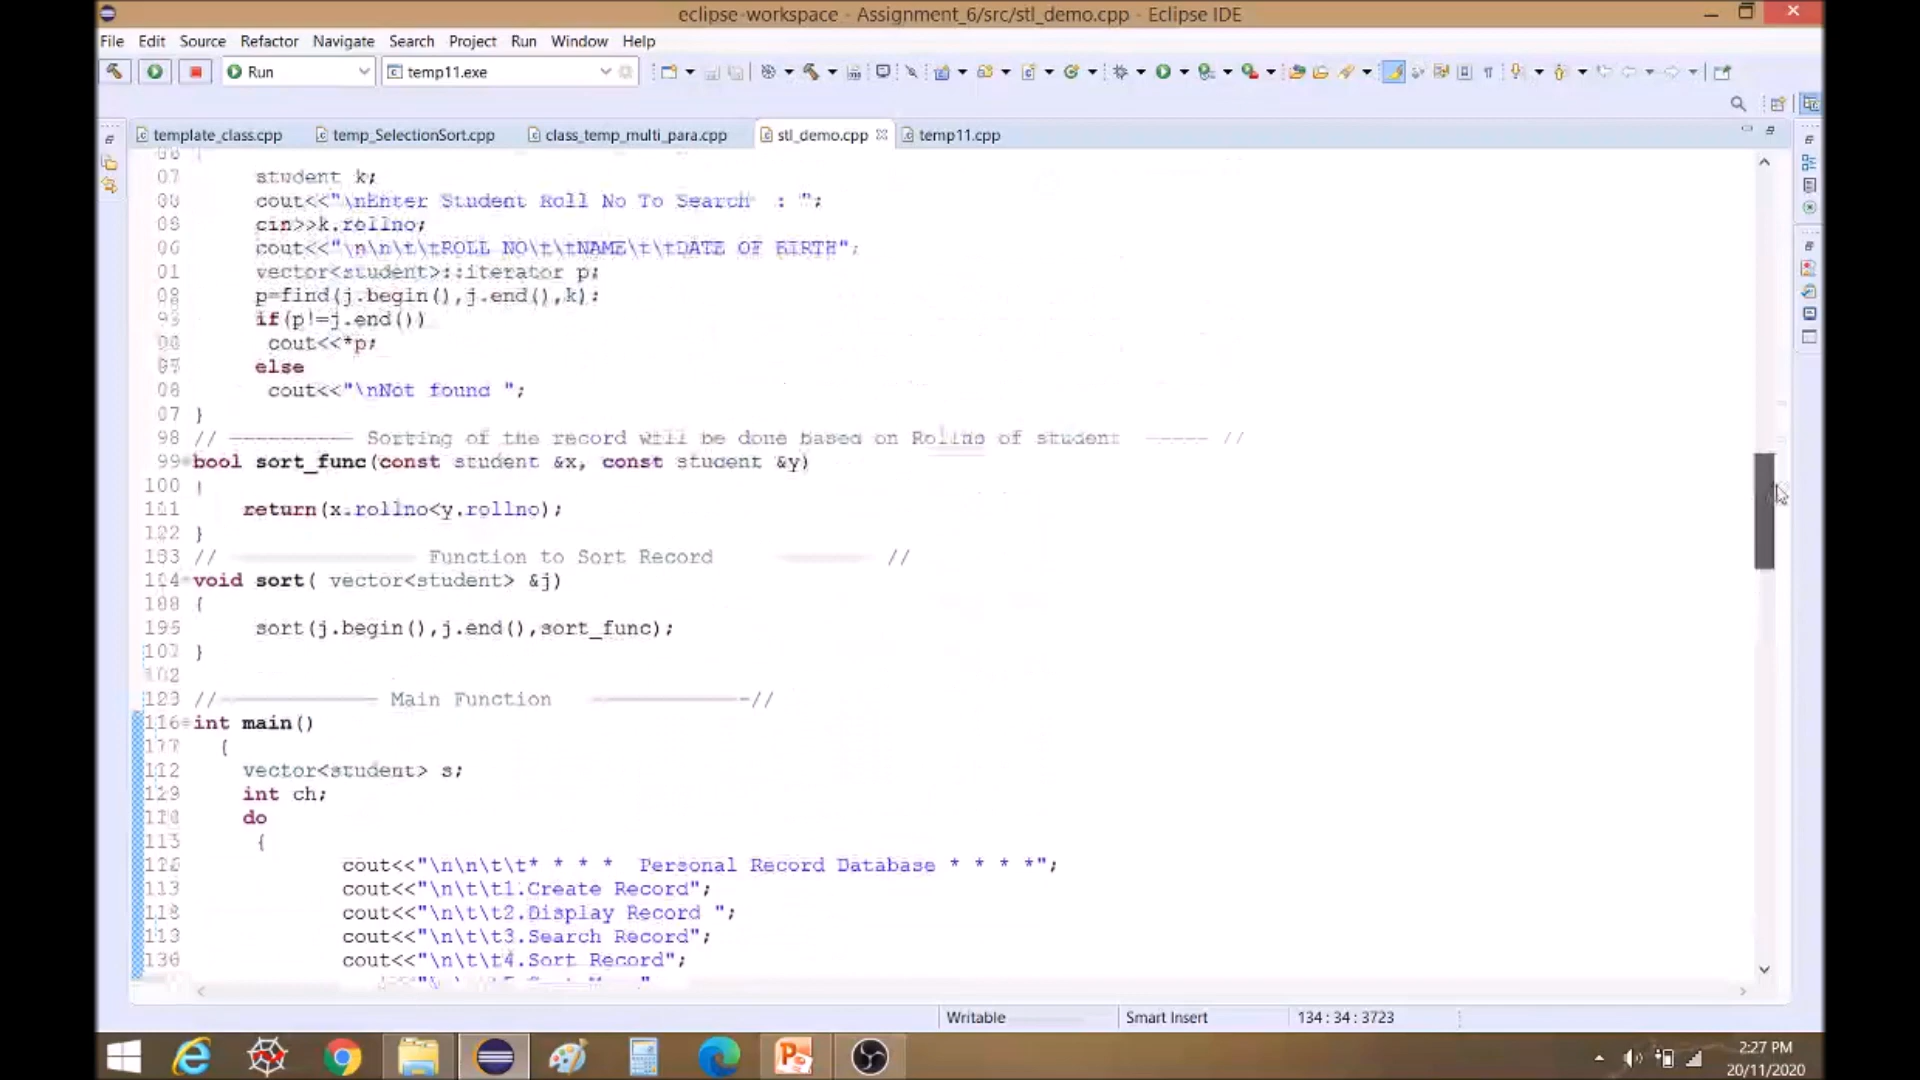 eclipse-workspace - Assignment_6/src/stl_demo.cpp - Eclipse IDE
File Edit Source Refactor Navigate Search Project Run Window Help
Run temp11.exe
template_class.cpp temp_SelectionSort.cpp class_temp_multi_para.cpp stl_demo.cpp temp11.cpp
student k;
cout<<"\nEnter Student Roll No To Search : ";
cin>>k.rollno;
cout<<"\n\n\t\tROLL NO\t\tNAME\t\tDATE OF BIRTH";
vector<student>::iterator p;
p=find(j.begin(),j.end(),k);
if(p!=j.end())
cout<<*p;
else
cout<<"\nNot found ";
}
98 // ---------- Sorting of the record will be done based on Rollno of student ----- //
99 bool sort_func(const student &x, const student &y)
100 {
return(x.rollno<y.rollno);
}
// --------------- Function to Sort Record ------- //
void sort( vector<student> &j)
{
sort(j.begin(),j.end(),sort_func);
}
//------------- Main Function -------------//
int main()
{
vector<student> s;
int ch;
do
{
cout<<"\n\n\t\t* * * * Personal Record Database * * * *";
cout<<"\n\t\t1.Create Record";
cout<<"\n\t\t2.Display Record ";
cout<<"\n\t\t3.Search Record";
cout<<"\n\t\t4.Sort Record";
Writable Smart Insert 134 : 34 : 3723
2:27 PM
20/11/2020